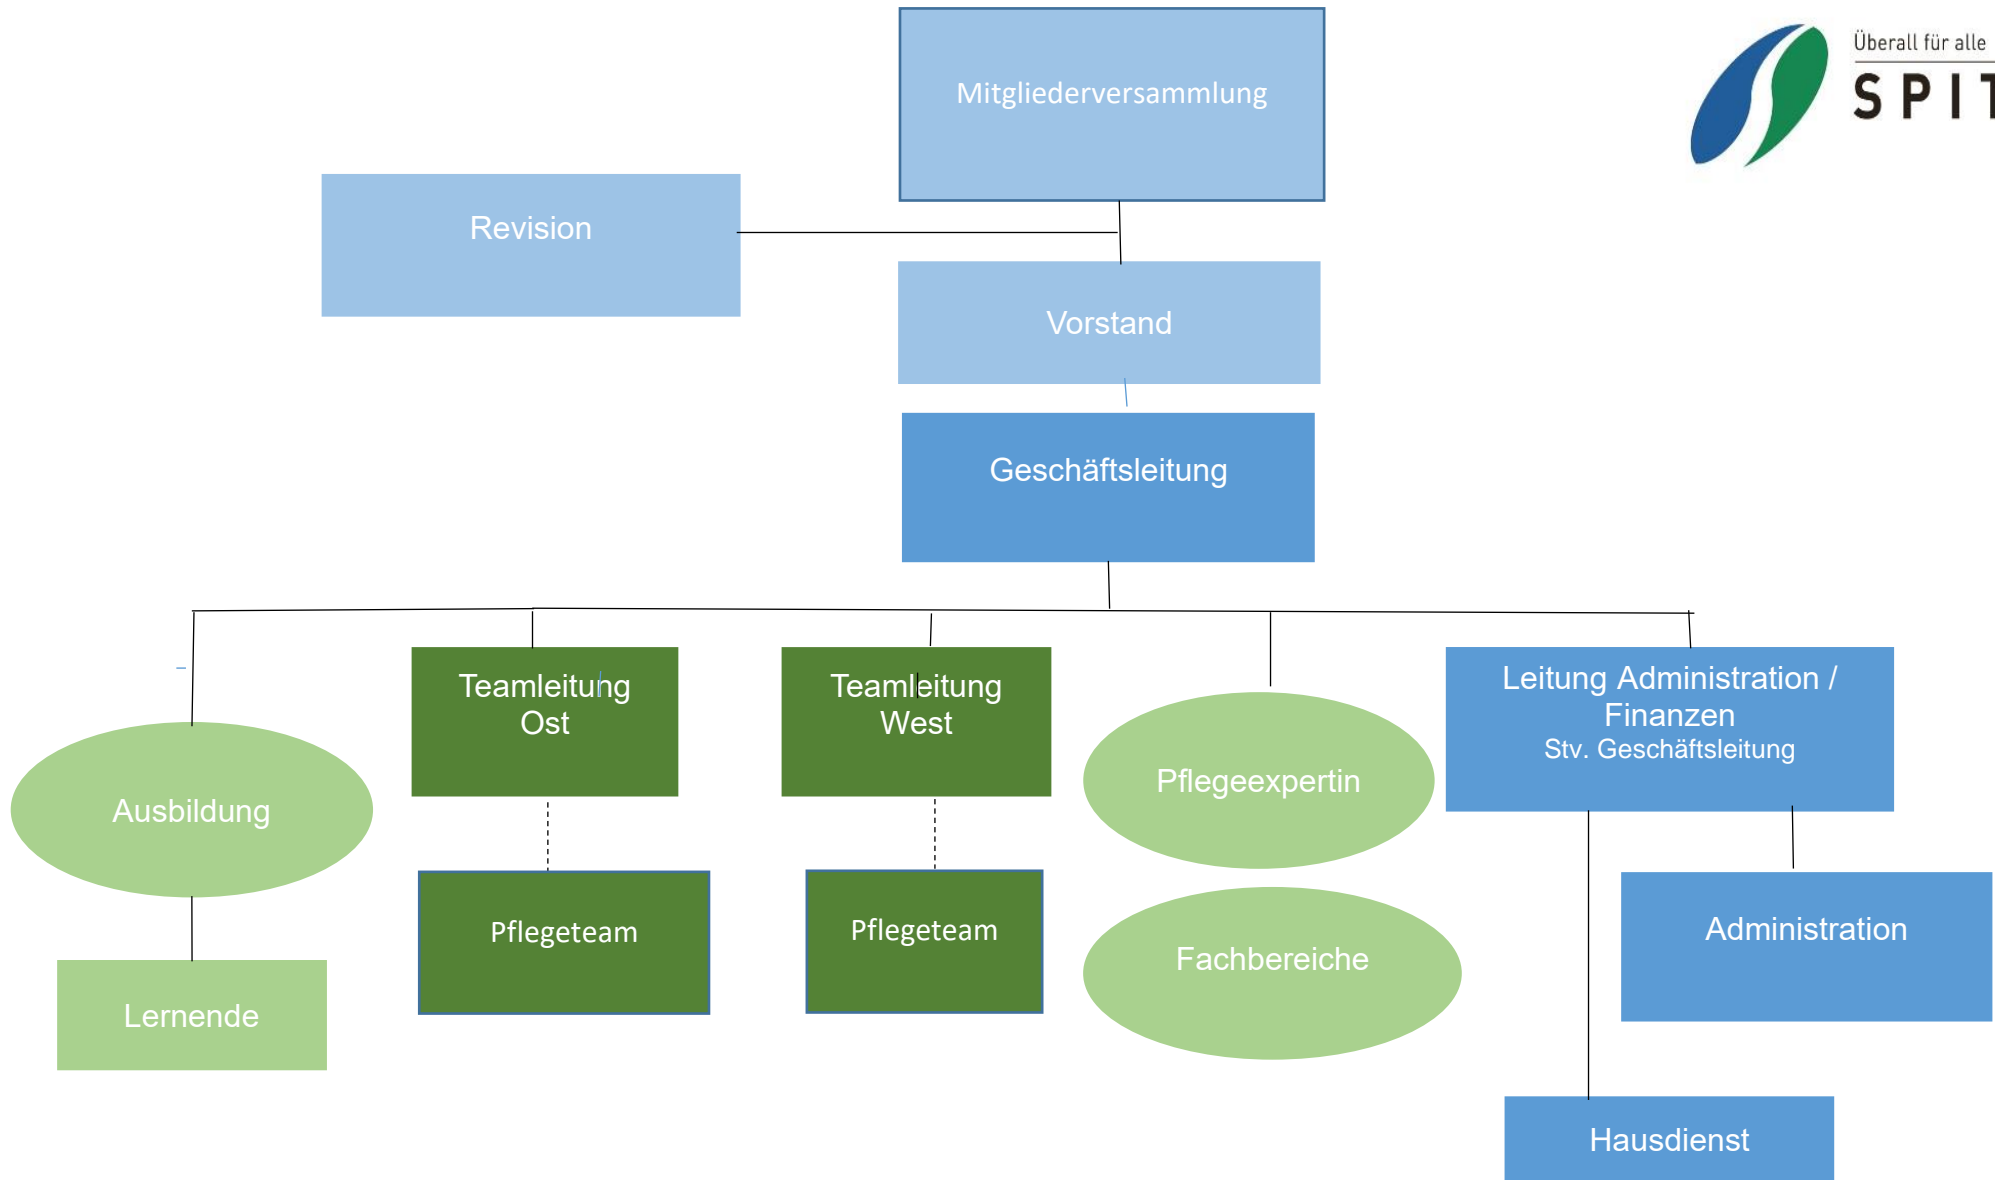 Überall für alle
SPIT
Mitgliederversammlung
Revision
Vorstand
Geschäftsleitung
Teamleitung
Ost
Teamleitung
West
Leitung Administration /
Finanzen
Stv. Geschäftsleitung
Ausbildung
Pflegeexpertin
Pflegeteam
Pflegeteam
Fachbereiche
Administration
Lernende
Hausdienst